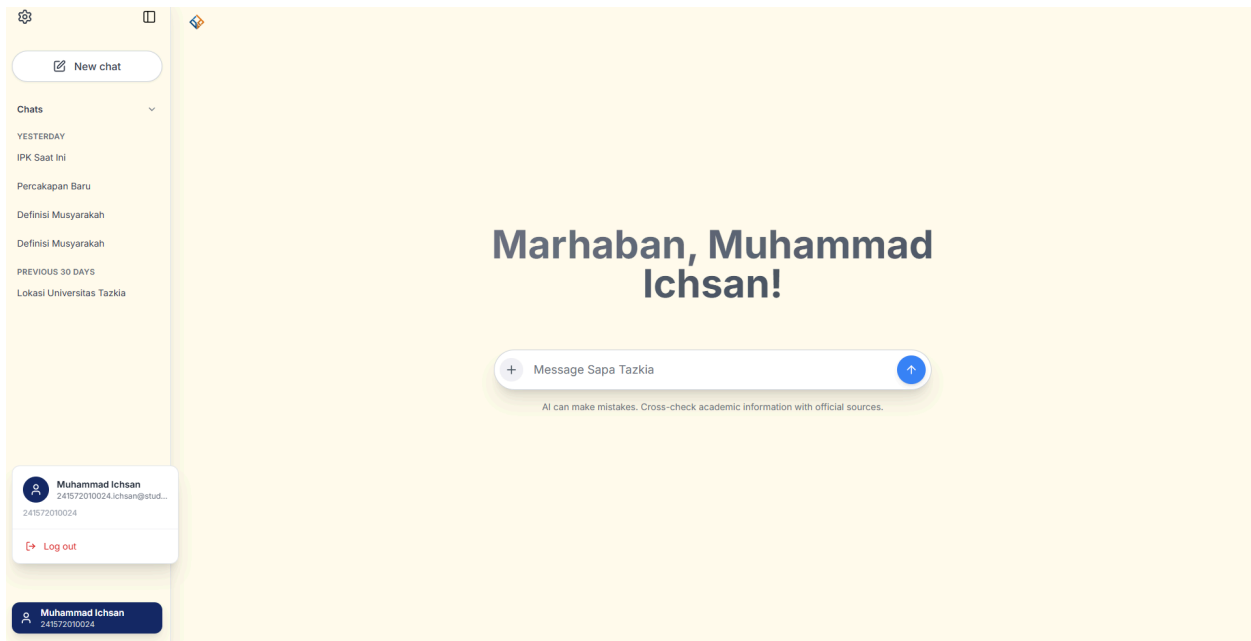 New chat
Chats
YESTERDAY
IPK Saat Ini
Percakapan Baru
Definisi Musyarakah
Definisi Musyarakah
PREVIOUS 30 DAYS
Lokasi Universitas Tazkia
Marhaban, Muhammad
Ichsan!
Message Sapa Tazkia
AI can make mistakes. Cross-check academic information with official sources.
Muhammad Ichsan
241572010024.ichsan@stud...
241572010024
Log out
Muhammad Ichsan
241572010024